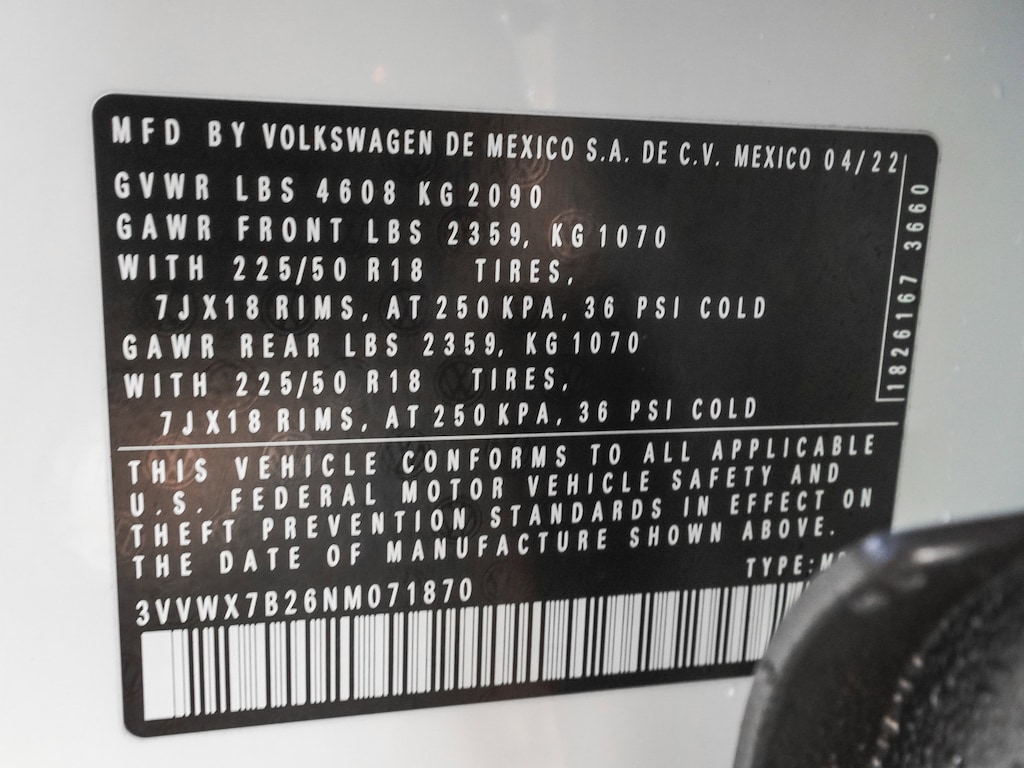 MFD BY VOLKSWAGEN DE MEXICO S.A. DE C.V. MEXICO 04/22
GVWR LBS 4608 KG 2090
GAWR FRONT LBS 2359, KG 1070
WITH 225/50 R18 TIRES,
7JX18 RIMS, AT 250 KPA, 36 PSI COLD
GAWR REAR LBS 2359, KG 1070
WITH 225/50 R18 TIRES,
7JX18 RIMS, AT 250 KPA, 36 PSI COLD
1826167 3660
THIS VEHICLE CONFORMS TO ALL APPLICABLE
U.S. FEDERAL MOTOR VEHICLE SAFETY AND
THEFT PREVENTION STANDARDS IN EFFECT ON
THE DATE OF MANUFACTURE SHOWN ABOVE.
TYPE:
3VVWX7B26NM071870